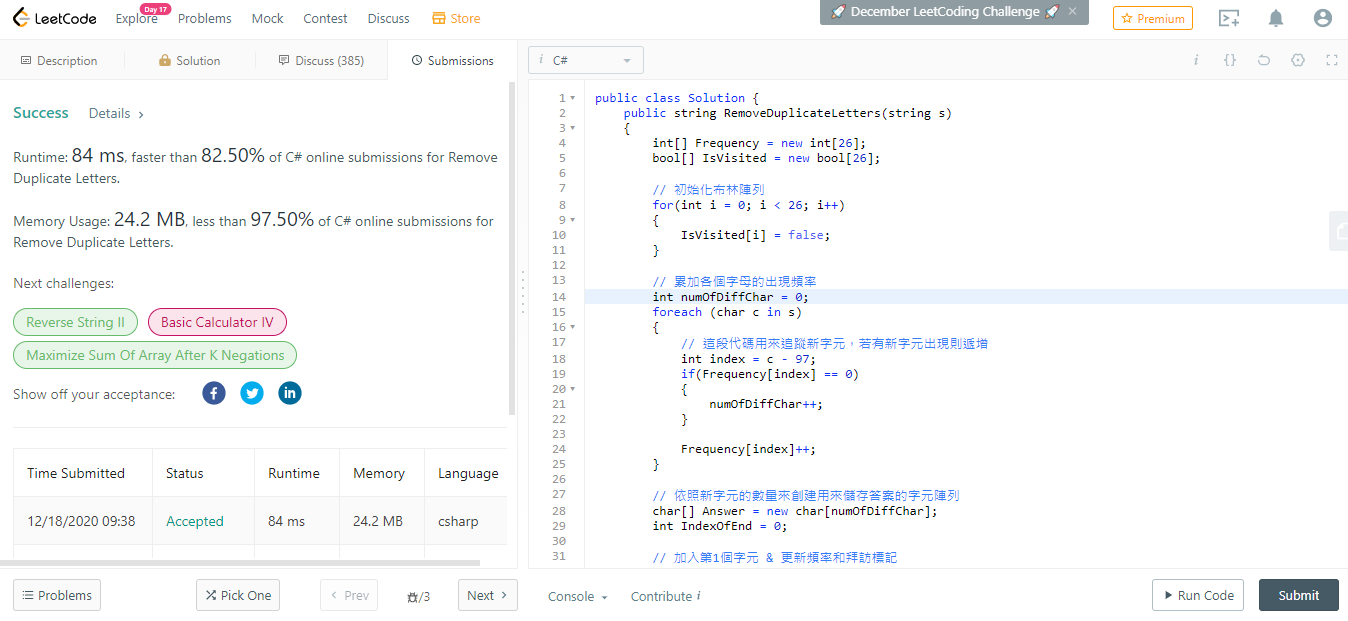 LeetCode Explore Day 17 Problems Mock Contest Discuss Store 🚀 December LeetCoding Challenge 🚀 × ☆ Premium
Description Solution Discuss (385) Submissions
i C#
Success Details ›
Runtime: 84 ms, faster than 82.50% of C# online submissions for Remove
Duplicate Letters.
Memory Usage: 24.2 MB, less than 97.50% of C# online submissions for
Remove Duplicate Letters.
Next challenges:
Reverse String II Basic Calculator IV
Maximize Sum Of Array After K Negations
Show off your acceptance:
Time Submitted Status Runtime Memory Language
12/18/2020 09:38 Accepted 84 ms 24.2 MB csharp
1 public class Solution {
2 public string RemoveDuplicateLetters(string s)
3 {
4 int[] Frequency = new int[26];
5 bool[] IsVisited = new bool[26];
6
7 // 初始化布林陣列
8 for(int i = 0; i < 26; i++)
9 {
10 IsVisited[i] = false;
11 }
12
13 // 累加各個字母的出現頻率
14 int numOfDiffChar = 0;
15 foreach (char c in s)
16 {
17 // 這段代碼用來追蹤新字元，若有新字元出現則遞增
18 int index = c - 97;
19 if(Frequency[index] == 0)
20 {
21 numOfDiffChar++;
22 }
23
24 Frequency[index]++;
25 }
26
27 // 依照新字元的數量來創建用來儲存答案的字元陣列
28 char[] Answer = new char[numOfDiffChar];
29 int IndexOfEnd = 0;
30
31 // 加入第1個字元 & 更新頻率和拜訪標記
Problems Pick One ‹ Prev /3 Next › Console Contribute i Run Code Submit